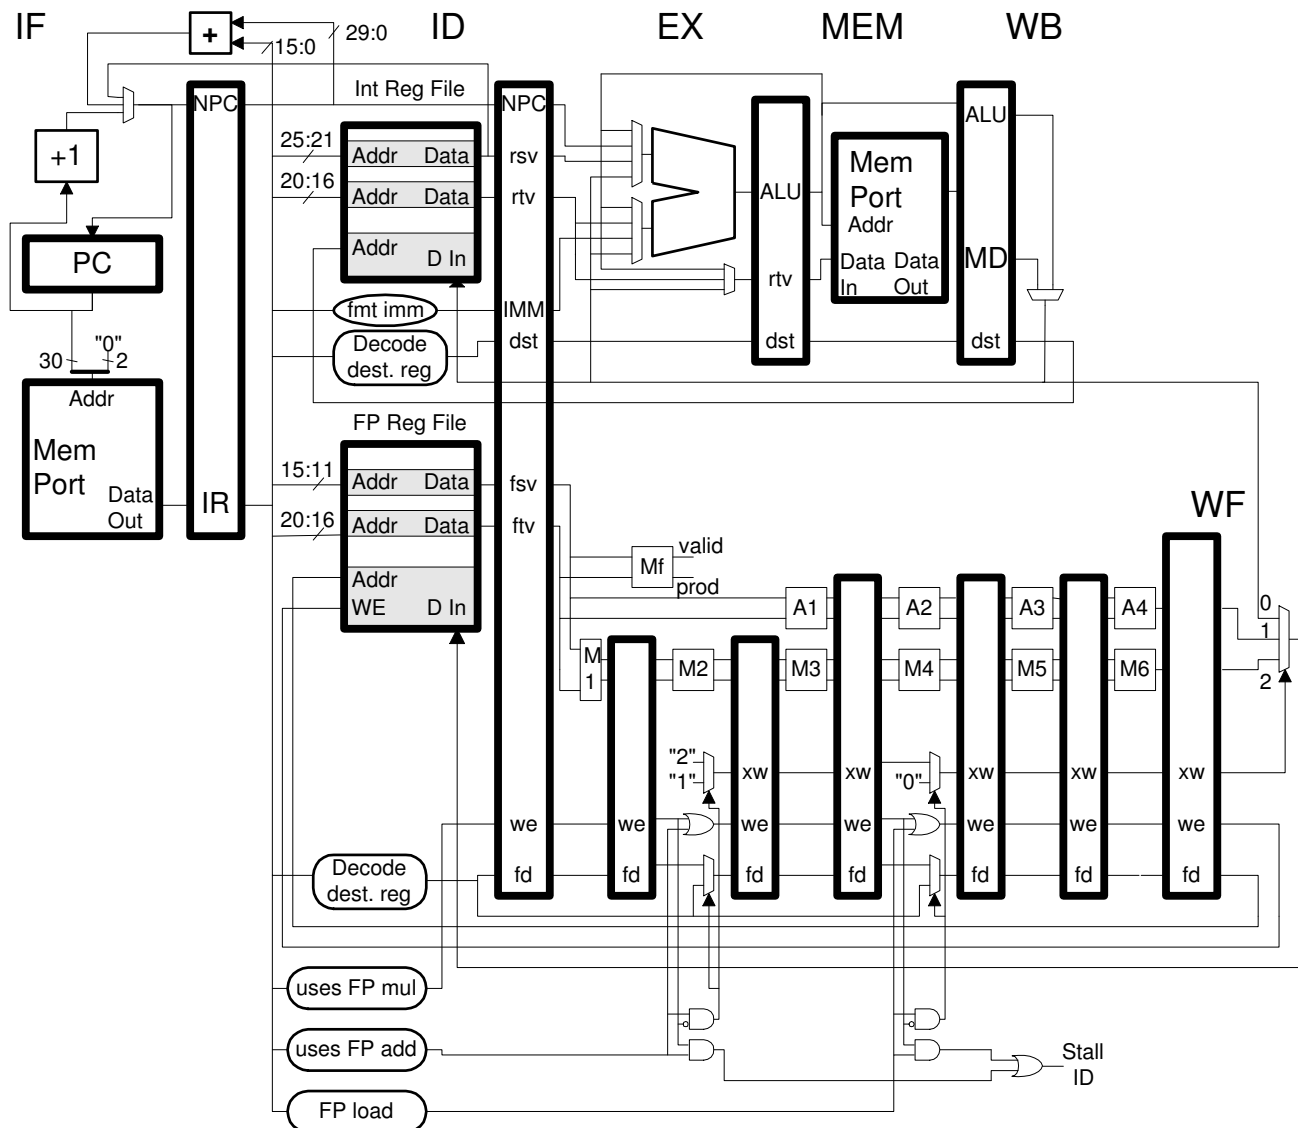 IF
ID
EX
MEM
WB
+
15:0
29:0
Int Reg File
NPC
NPC
+1
25:21
Addr
Data
rsv
20:16
Addr
Data
rtv
Addr
D In
PC
fmt imm
IMM
Decode
dest. reg
dst
ALU
rtv
dst
Mem
Port
Addr
Data
In
Data
Out
ALU
MD
dst
30
"0"
2
Addr
Mem
Port
Data
Out
IR
FP Reg File
15:11
Addr
Data
fsv
20:16
Addr
Data
ftv
Addr
WE
D In
WF
Mf
valid
prod
A1
A2
A3
A4
0
1
2
M
1
M2
M3
M4
M5
M6
"2"
"1"
xw
xw
"0"
xw
xw
xw
we
we
we
we
we
we
we
Decode
dest. reg
fd
fd
fd
fd
fd
fd
fd
uses FP mul
uses FP add
FP load
Stall
ID